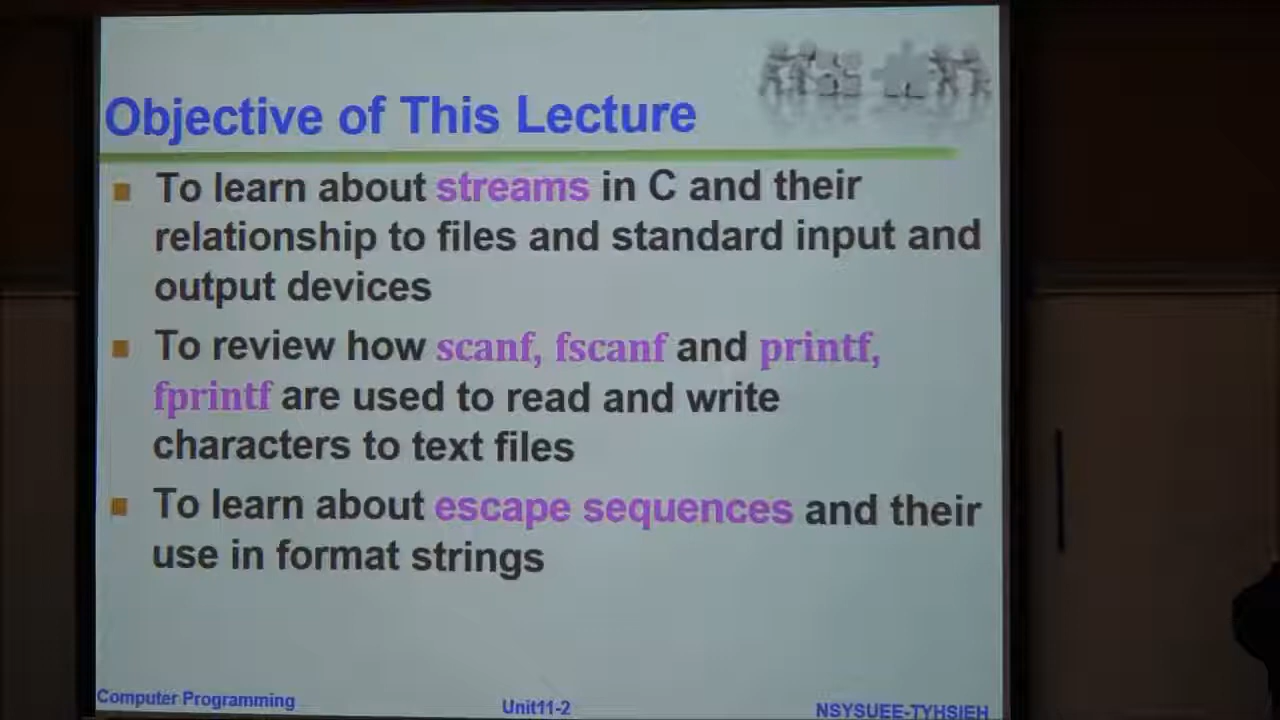 Objective of This Lecture
To learn about streams in C and their
relationship to files and standard input and
output devices
To review how scanf, fscanf and printf,
fprintf are used to read and write
characters to text files
To learn about escape sequences and their
use in format strings
Computer Programming
Unit11-2
NSYSUEE-TYHSIEH